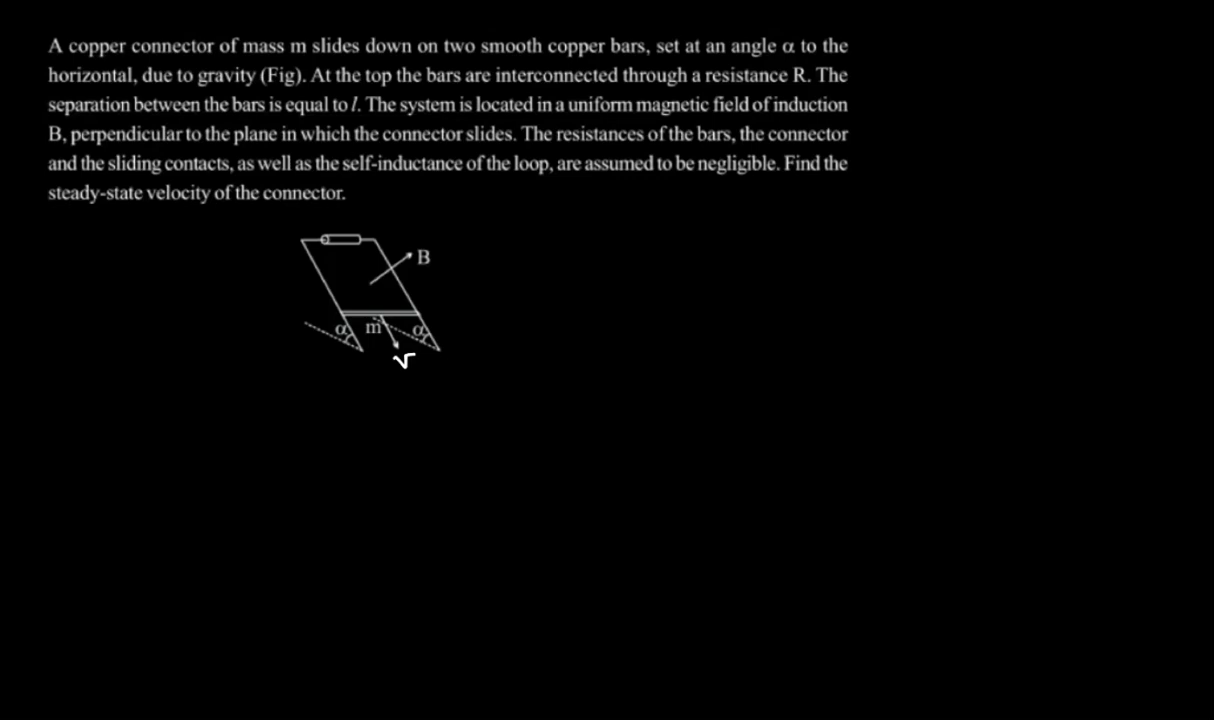 A copper connector of mass m slides down on two smooth copper bars, set at an angle α to the
horizontal, due to gravity (Fig). At the top the bars are interconnected through a resistance R. The
separation between the bars is equal to l. The system is located in a uniform magnetic field of induction
B, perpendicular to the plane in which the connector slides. The resistances of the bars, the connector
and the sliding contacts, as well as the self-inductance of the loop, are assumed to be negligible. Find the
steady-state velocity of the connector.
B
α m α
v